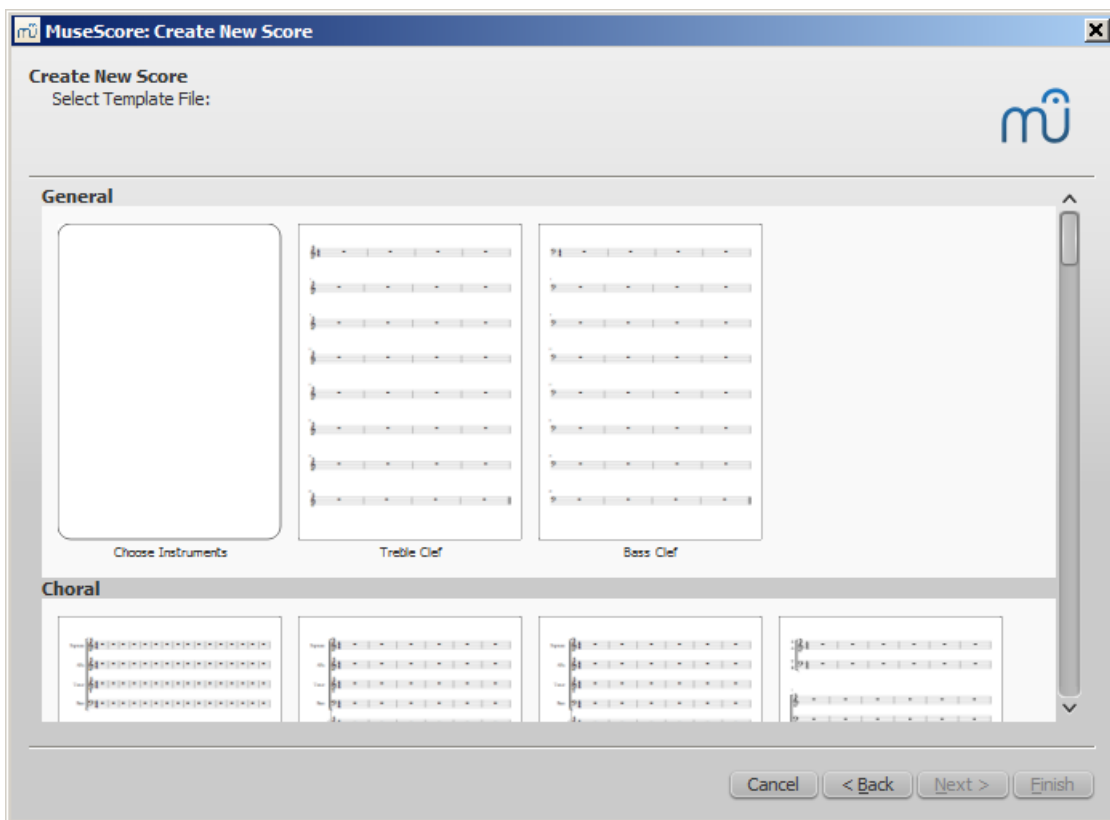 MuseScore: Create New Score
Create New Score
Select Template File:
General
Choose Instruments
Treble Clef
Bass Clef
Choral
Cancel
< Back
Next >
Finish